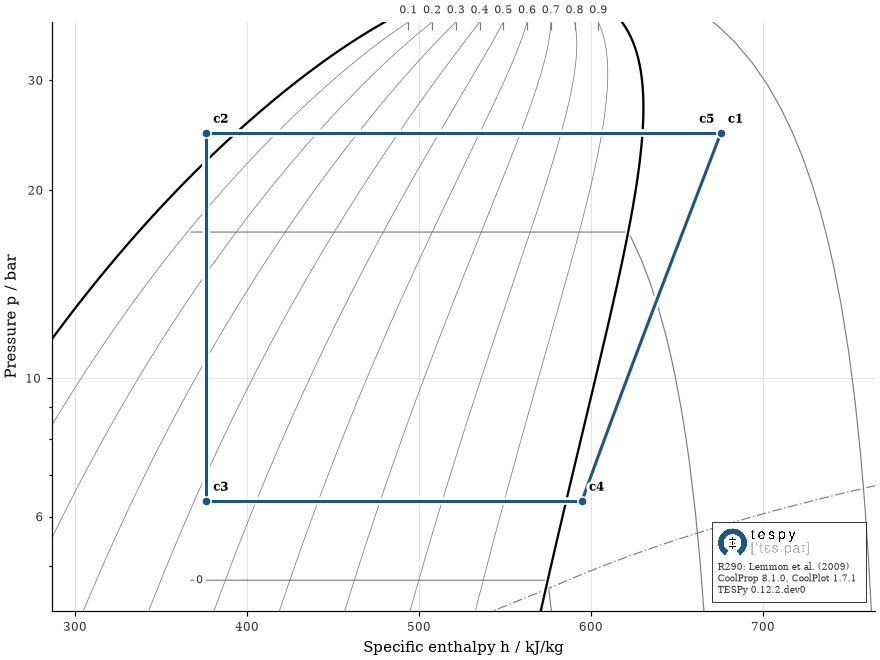 0.1 0.2 0.3 0.4 0.5 0.6 0.7 0.8 0.9
30
20
10
6
Pressure p / bar
c2
c5 c1
c3
c4
0
tespy
['tɛs.paɪ]
R290: Lemmon et al. (2009)
CoolProp 8.1.0, CoolPlot 1.7.1
TESPy 0.12.2.dev0
300 400 500 600 700
Specific enthalpy h / kJ/kg